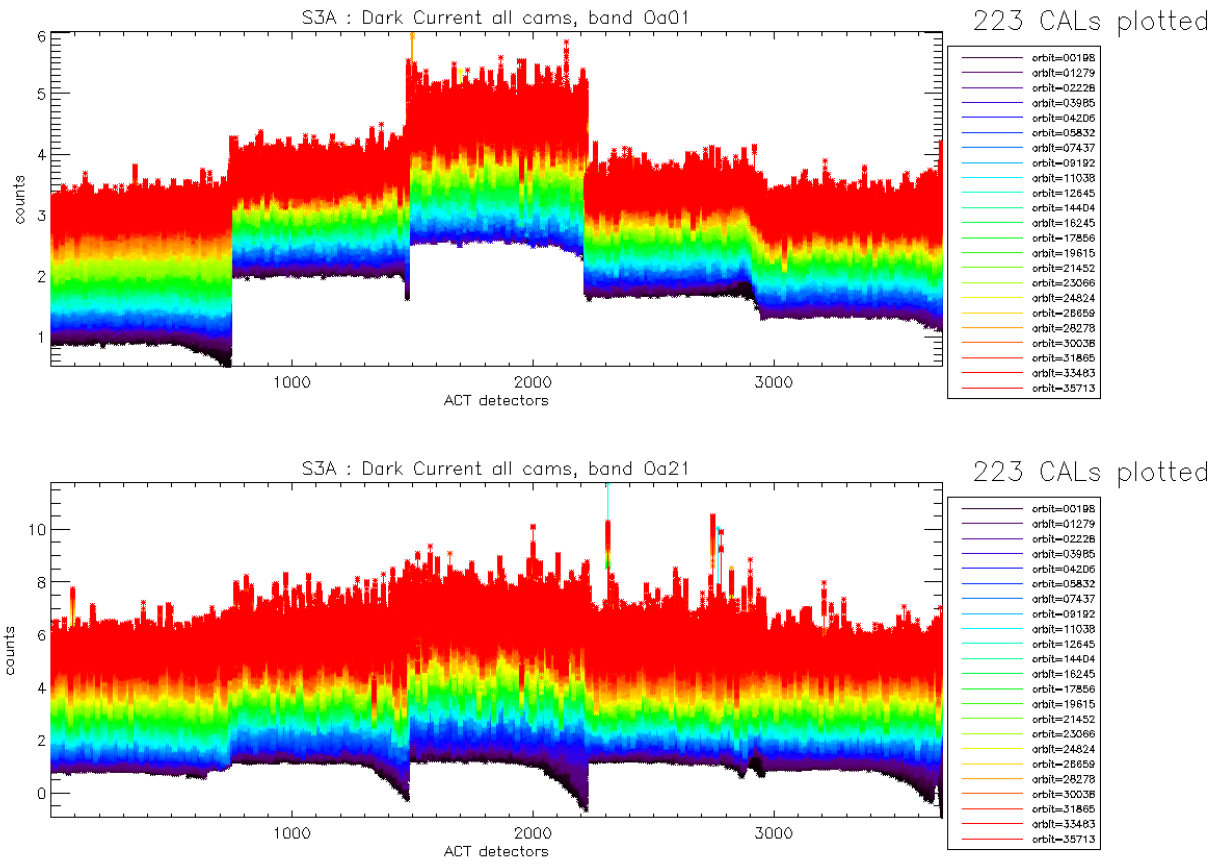 S3A : Dark Current all cams, band Oa01
223 CALs plotted
6
5
4
3
2
1
counts
1000
2000
3000
ACT detectors
orbit=00198
orbit=01279
orbit=02228
orbit=03985
orbit=04206
orbit=05832
orbit=07437
orbit=09192
orbit=11038
orbit=12645
orbit=14404
orbit=16245
orbit=17856
orbit=19615
orbit=21452
orbit=23066
orbit=24824
orbit=26659
orbit=28278
orbit=30038
orbit=31865
orbit=33483
orbit=35713
S3A : Dark Current all cams, band Oa21
223 CALs plotted
10
8
6
4
2
0
counts
1000
2000
3000
ACT detectors
orbit=00198
orbit=01279
orbit=02228
orbit=03985
orbit=04206
orbit=05832
orbit=07437
orbit=09192
orbit=11038
orbit=12645
orbit=14404
orbit=16245
orbit=17856
orbit=19615
orbit=21452
orbit=23066
orbit=24824
orbit=26659
orbit=28278
orbit=30038
orbit=31865
orbit=33483
orbit=35713